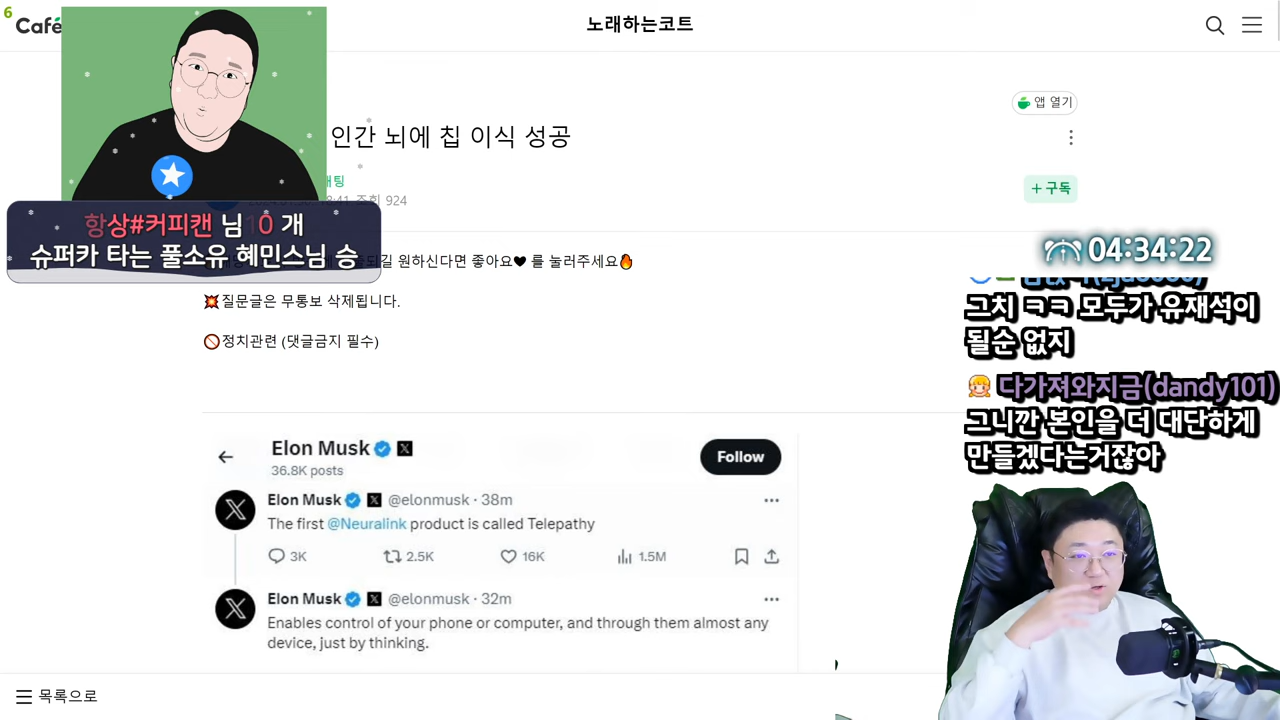 6
Café
노래하는코트
앱 열기
인간 뇌에 칩 이식 성공
채팅
조회 924
+ 구독
항상#커피캔 님 10 개
슈퍼카 타는 풀소유 혜민스님 승
원하신다면 좋아요🖤 를 눌러주세요🔥
💥질문글은 무통보 삭제됩니다.
🚫정치관련 (댓글금지 필수)
04:34:22
그치 ㅋㅋ 모두가 유재석이
될순 없지
다가져와지금(dandy101)
그니깐 본인을 더 대단하게
만들겠다는거잖아
Elon Musk
36.8K posts
Follow
Elon Musk @elonmusk · 38m
The first @Neuralink product is called Telepathy
3K 2.5K 16K 1.5M
Elon Musk @elonmusk · 32m
Enables control of your phone or computer, and through them almost any
device, just by thinking.
목록으로